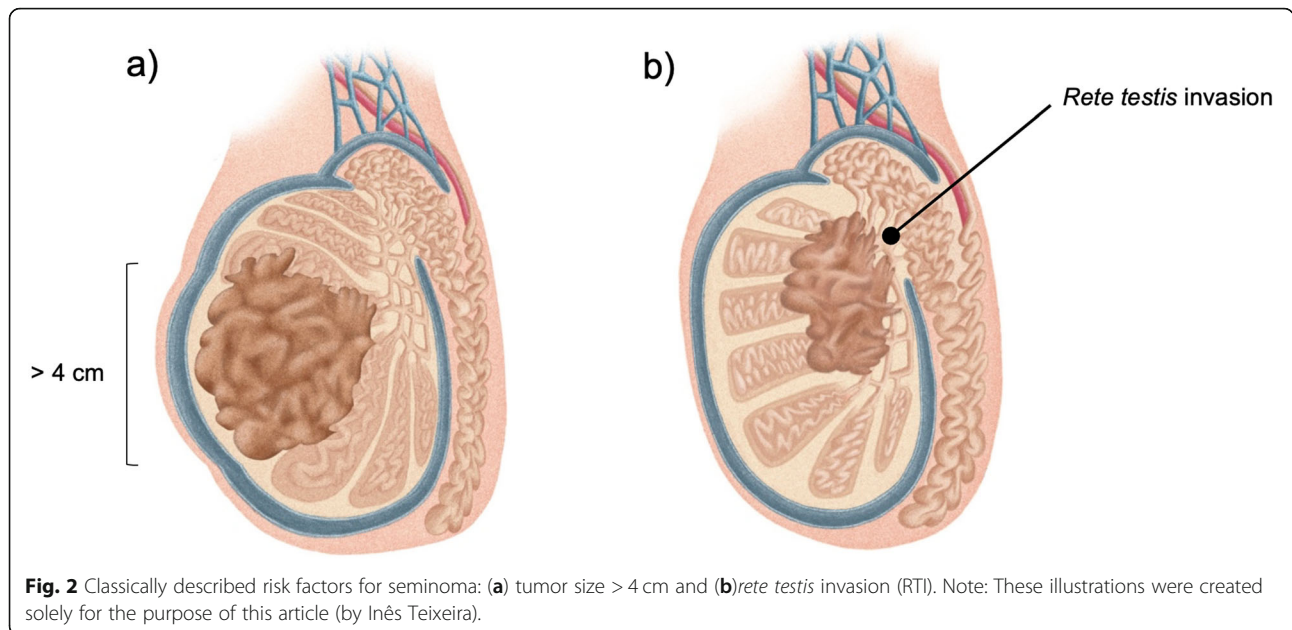 a)
b)
Rete testis invasion
> 4 cm
Fig. 2 Classically described risk factors for seminoma: (a) tumor size > 4 cm and (b)rete testis invasion (RTI). Note: These illustrations were created
solely for the purpose of this article (by Inês Teixeira).